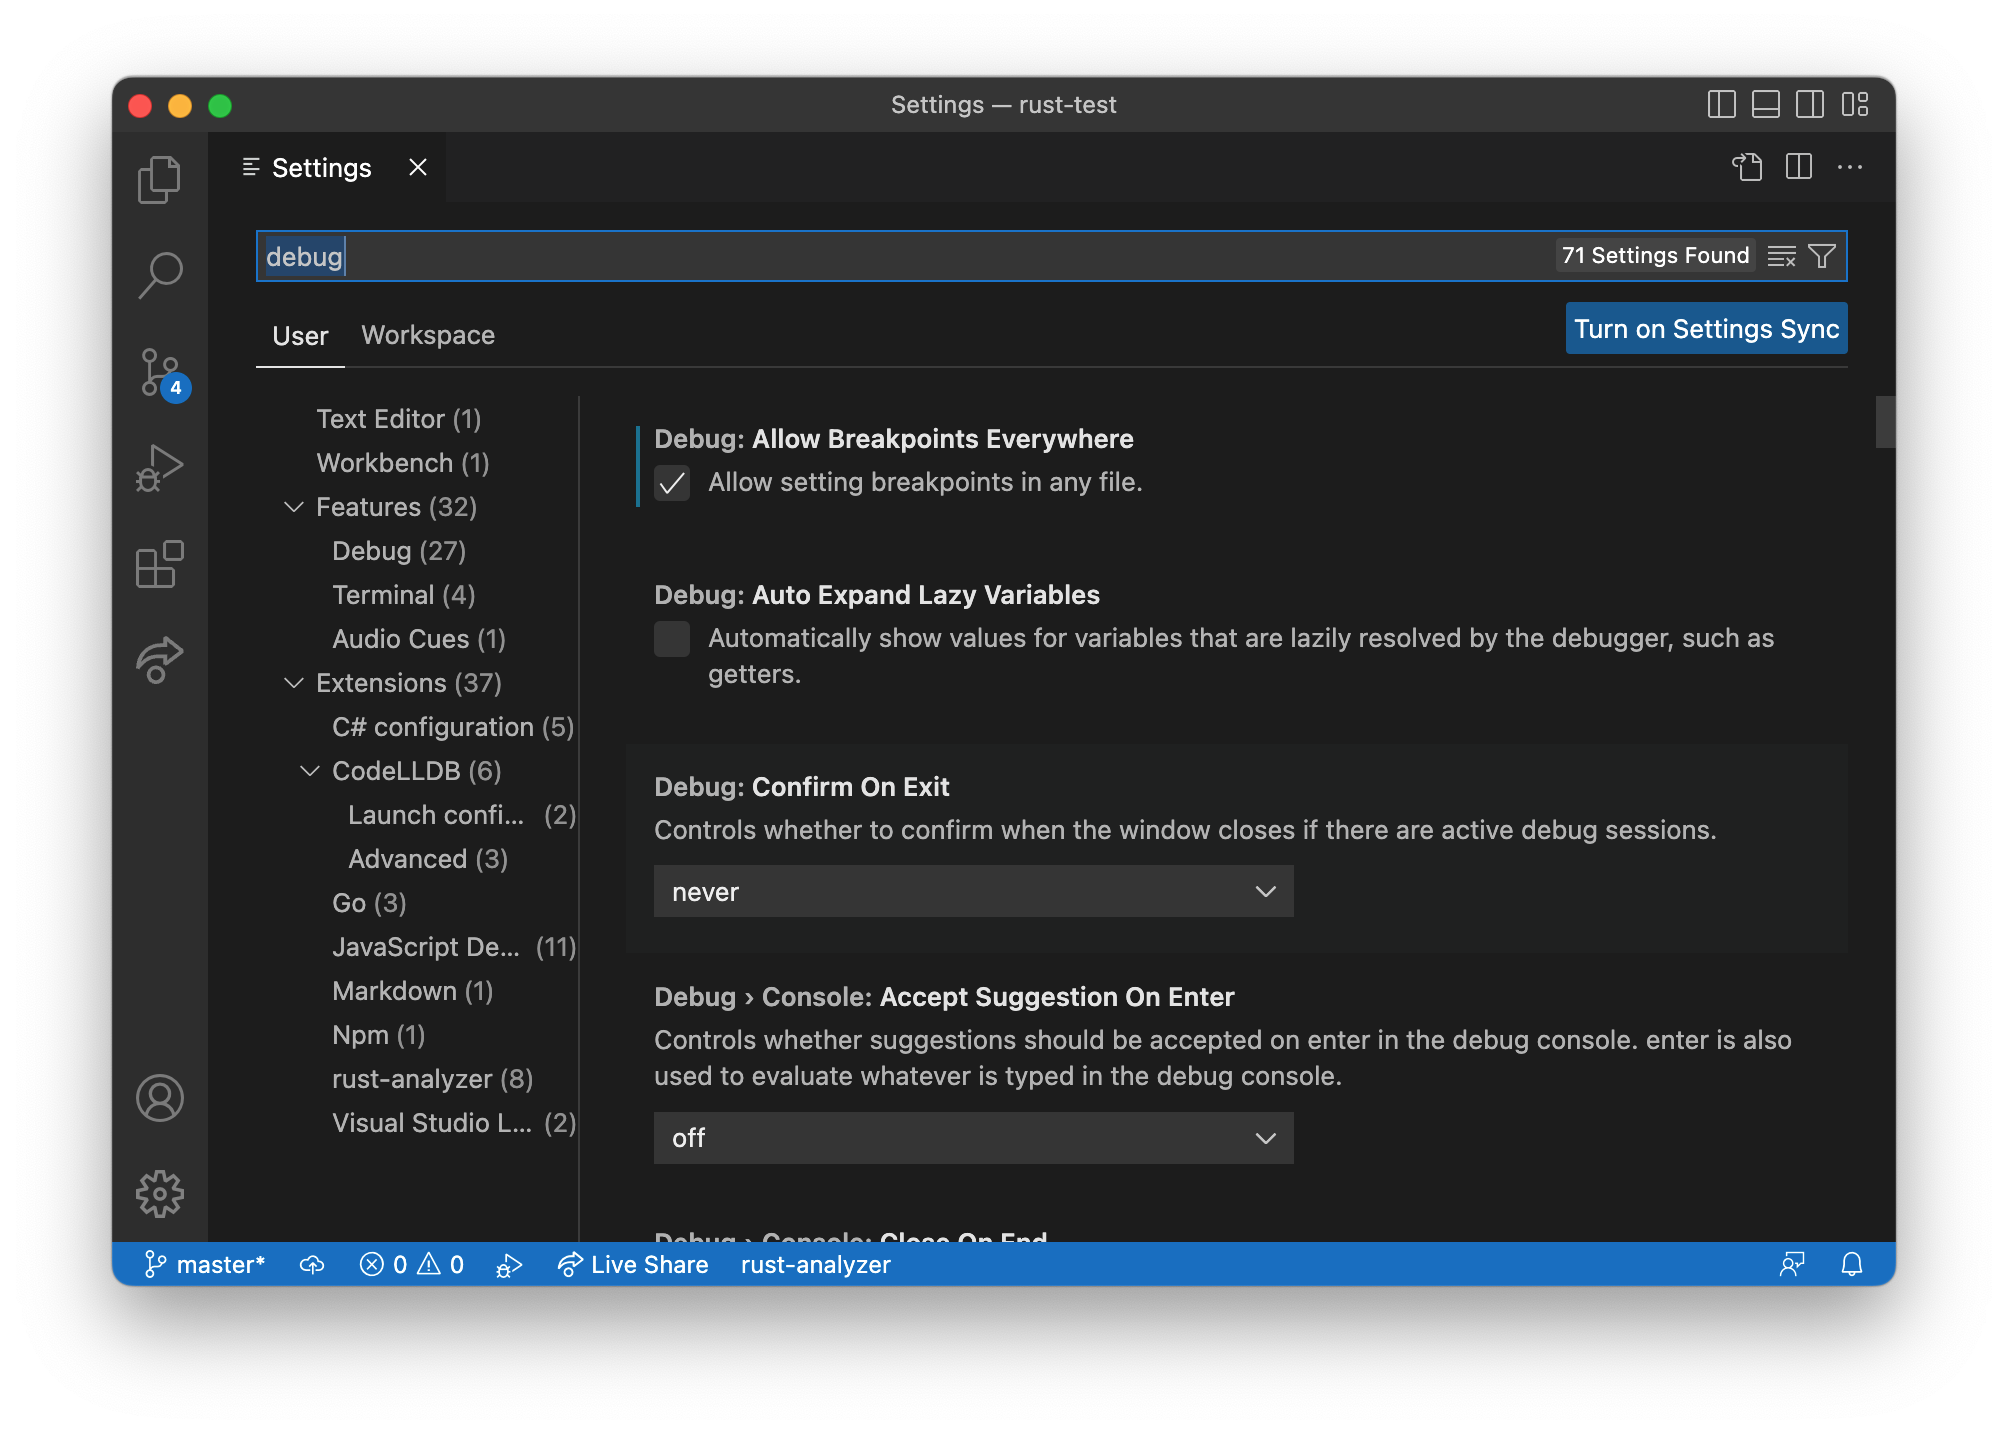 Settings — rust-test
Settings
debug
71 Settings Found
User
Workspace
Turn on Settings Sync
4
Text Editor (1)
Workbench (1)
Features (32)
Debug (27)
Terminal (4)
Audio Cues (1)
Extensions (37)
C# configuration (5)
CodeLLDB (6)
Launch confi... (2)
Advanced (3)
Go (3)
JavaScript De... (11)
Markdown (1)
Npm (1)
rust-analyzer (8)
Visual Studio L... (2)
Debug: Allow Breakpoints Everywhere
Allow setting breakpoints in any file.
Debug: Auto Expand Lazy Variables
Automatically show values for variables that are lazily resolved by the debugger, such as
getters.
Debug: Confirm On Exit
Controls whether to confirm when the window closes if there are active debug sessions.
never
Debug › Console: Accept Suggestion On Enter
Controls whether suggestions should be accepted on enter in the debug console. enter is also
used to evaluate whatever is typed in the debug console.
off
Debug › Console: Close On End
master*
0
0
Live Share
rust-analyzer